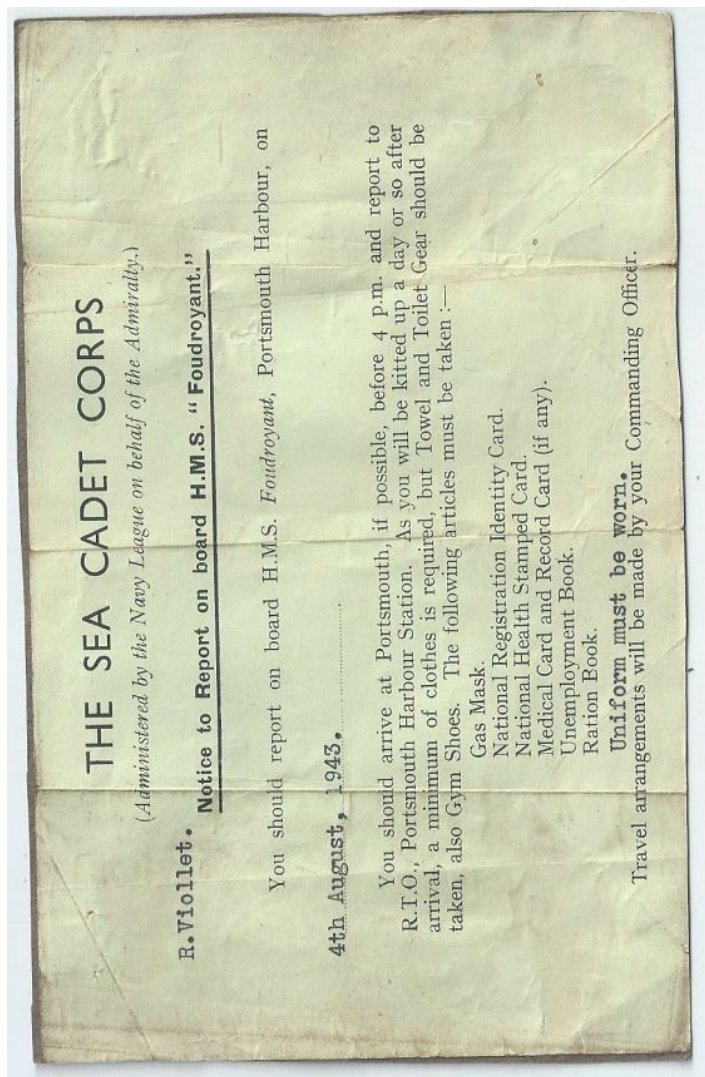 THE SEA CADET CORPS
(Administered by the Navy League on behalf of the Admiralty.)
R.Viollet.
Notice to Report on board H.M.S. "Foudroyant."
You should report on board H.M.S. Foudroyant, Portsmouth Harbour, on
4th August, 1943.
You should arrive at Portsmouth, if possible, before 4 p.m. and report to
R.T.O., Portsmouth Harbour Station. As you will be kitted up a day or so after
arrival, a minimum of clothes is required, but Towel and Toilet Gear should be
taken, also Gym Shoes. The following articles must be taken :—
Gas Mask.
National Registration Identity Card.
National Health Stamped Card.
Medical Card and Record Card (if any).
Unemployment Book.
Ration Book.
Uniform must be worn.
Travel arrangements will be made by your Commanding Officer.